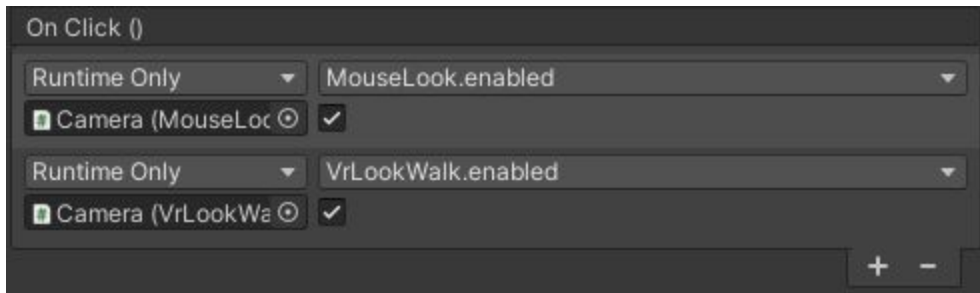 On Click ()
Runtime Only MouseLook.enabled
Camera (MouseLoc
Runtime Only VrLookWalk.enabled
Camera (VrLookWa
+ -